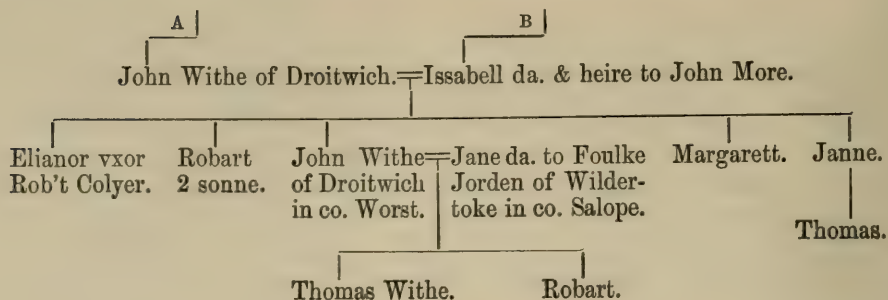 A B
John Withe of Droitwich. Issabell da. & heire to John More.
Elianor vxor
Rob't Colyer.
Robart
2 sonne.
John Withe
of Droitwich
in co. Worst.
Jane da. to Foulke
Jorden of Wilder-
toke in co. Salope.
Margarett.
Janne.
Thomas.
Thomas Withe.
Robart.